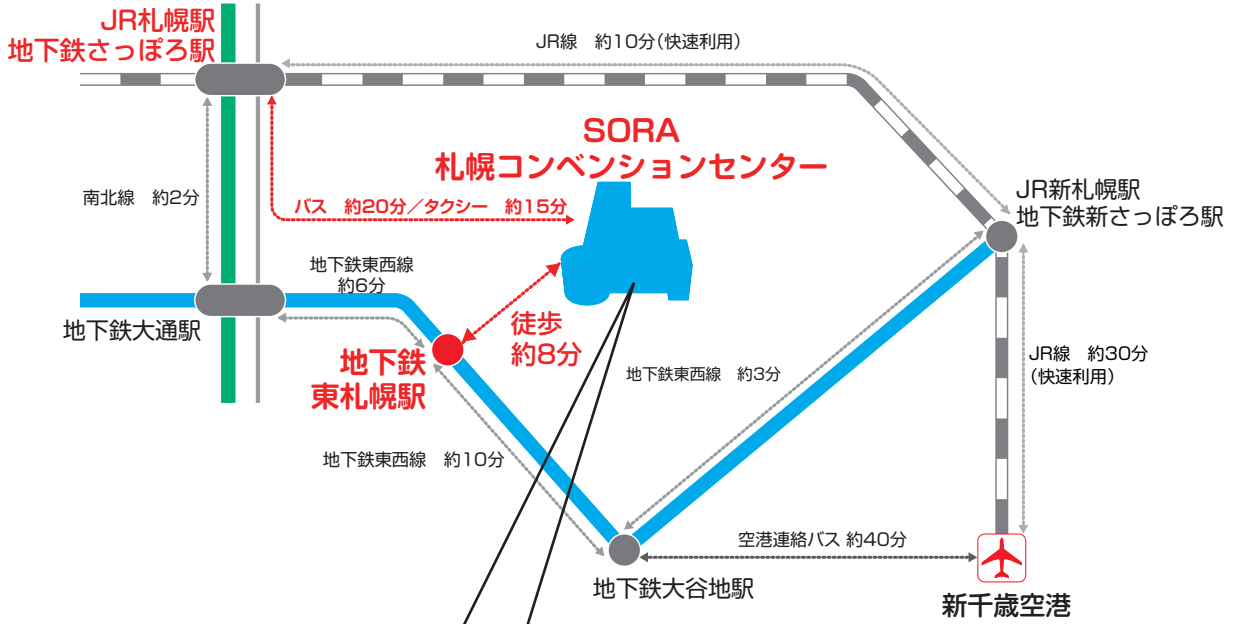 JR札幌駅
地下鉄さっぽろ駅
JR線 約10分(快速利用)
SORA
札幌コンベンションセンター
JR新札幌駅
地下鉄新さっぽろ駅
南北線 約2分
バス 約20分/タクシー 約15分
地下鉄東西線
約6分
地下鉄大通駅
徒歩
約8分
地下鉄
東札幌駅
地下鉄東西線 約3分
JR線 約30分
(快速利用)
地下鉄東西線 約10分
空港連絡バス 約40分
地下鉄大谷地駅
新千歳空港